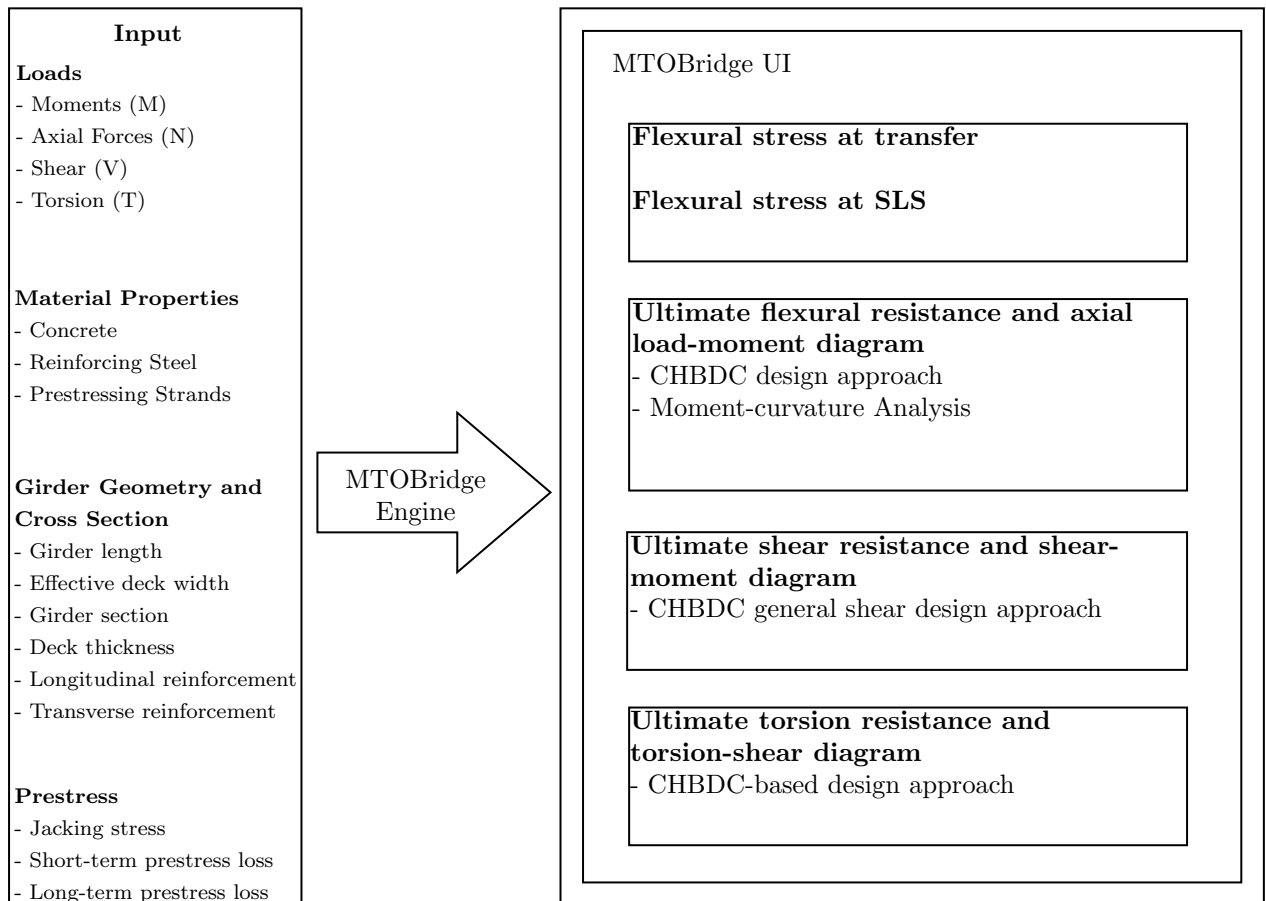 Input
Loads
- Moments (M)
- Axial Forces (N)
- Shear (V)
- Torsion (T)
Material Properties
- Concrete
- Reinforcing Steel
- Prestressing Strands
Girder Geometry and
Cross Section
- Girder length
- Effective deck width
- Girder section
- Deck thickness
- Longitudinal reinforcement
- Transverse reinforcement
Prestress
- Jacking stress
- Short-term prestress loss
- Long-term prestress loss
MTOBridge
Engine
MTOBridge UI
Flexural stress at transfer
Flexural stress at SLS
Ultimate flexural resistance and axial
load-moment diagram
- CHBDC design approach
- Moment-curvature Analysis
Ultimate shear resistance and shear-
moment diagram
- CHBDC general shear design approach
Ultimate torsion resistance and
torsion-shear diagram
- CHBDC-based design approach